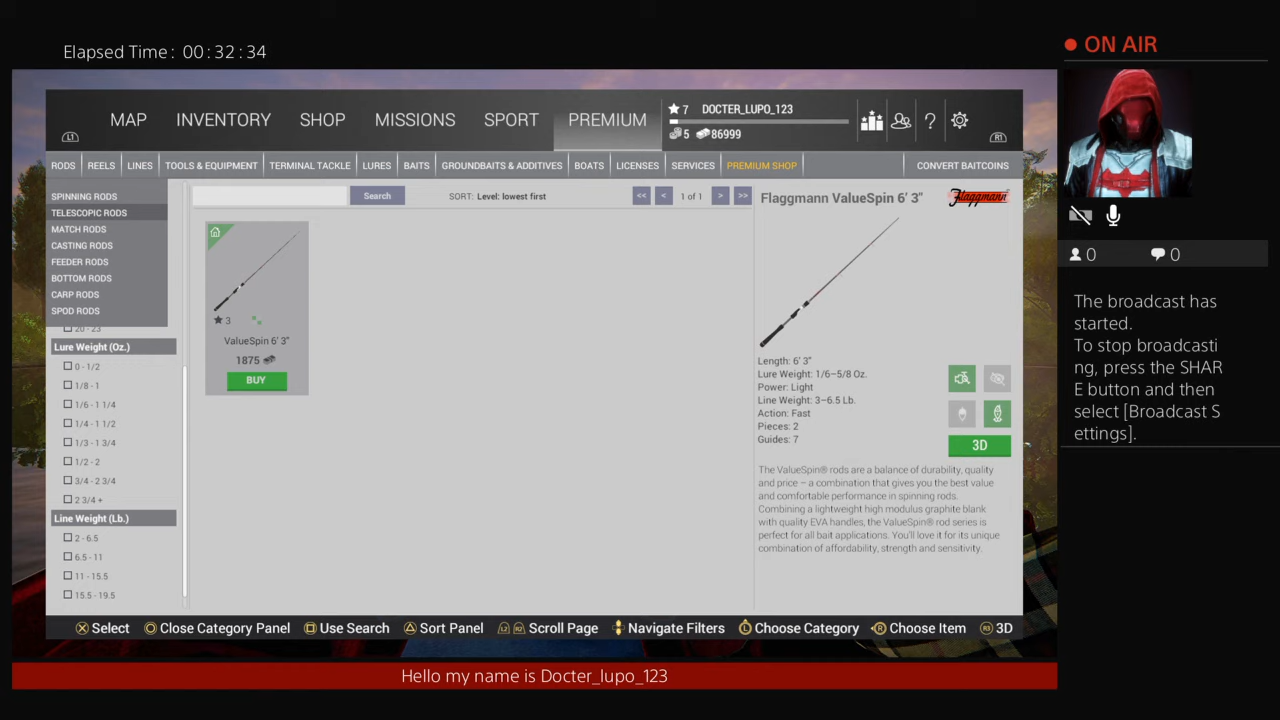 Elapsed Time: 00:32:34
ON AIR
MAP INVENTORY SHOP MISSIONS SPORT PREMIUM
7 DOCTER_LUPO_123
5 86999
L1
R1
?
RODS REELS LINES TOOLS & EQUIPMENT TERMINAL TACKLE LURES BAITS GROUNDBAITS & ADDITIVES BOATS LICENSES SERVICES PREMIUM SHOP CONVERT BAITCOINS
SPINNING RODS
TELESCOPIC RODS
MATCH RODS
CASTING RODS
FEEDER RODS
BOTTOM RODS
CARP RODS
SPOD RODS
20 - 23
Lure Weight (Oz.)
0 - 1/2
1/8 - 1
1/6 - 1 1/4
1/4 - 1 1/2
1/3 - 1 3/4
1/2 - 2
3/4 - 2 3/4
2 3/4 +
Line Weight (Lb.)
2 - 6.5
6.5 - 11
11 - 15.5
15.5 - 19.5
Search
SORT: Level: lowest first
<< < 1 of 1 > >>
3
ValueSpin 6' 3"
1875
BUY
Flaggmann ValueSpin 6' 3"
Flagmann
Length: 6' 3"
Lure Weight: 1/6–5/8 Oz.
Power: Light
Line Weight: 3–6.5 Lb.
Action: Fast
Pieces: 2
Guides: 7
3D
The ValueSpin® rods are a balance of durability, quality
and price – a combination that gives you the best value
and comfortable performance in spinning rods.
Combining a lightweight high modulus graphite blank
with quality EVA handles, the ValueSpin® rod series is
perfect for all bait applications. You'll love it for its unique
combination of affordability, strength and sensitivity.
Select Close Category Panel Use Search Sort Panel L2 R2 Scroll Page Navigate Filters L Choose Category R Choose Item R3 3D
Hello my name is Docter_lupo_123
0 0
The broadcast has
started.
To stop broadcasti
ng, press the SHAR
E button and then
select [Broadcast S
ettings].